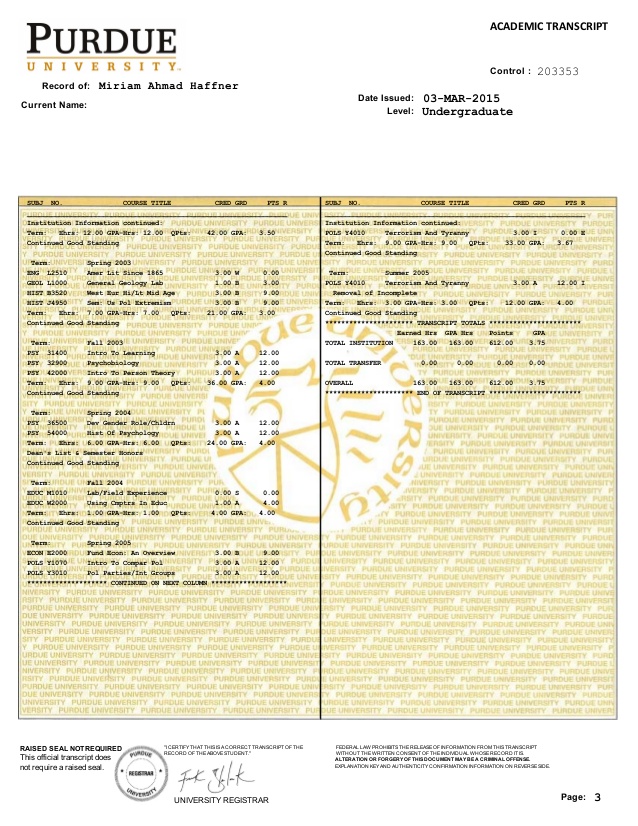 PURDUE
UNIVERSITY
ACADEMIC TRANSCRIPT
Control : 203353
Record of: Miriam Ahmad Haffner
Date Issued: 03-MAR-2015
Current Name:
Level: Undergraduate
SUBJ NO. COURSE TITLE CRED GRD PTS R
Institution Information continued:
Term: Ehrs: 12.00 GPA-Hrs: 12.00 QPts: 42.00 GPA: 3.50
Continued Good Standing
Term: Spring 2003
ENG L2510 Amer Lit Since 1865 3.00 W 0.00
GEOL L1000 General Geology Lab 1.00 B 3.00
HIST B3520 West Eur Hi/Lt Mid Age 3.00 B 9.00
HIST J4950 Sem: Us Pol Extremism 3.00 B 9.00
Term: Ehrs: 7.00 GPA-Hrs: 7.00 QPts: 21.00 GPA: 3.00
Continued Good Standing
Term: Fall 2003
PSY 31400 Intro To Learning 3.00 A 12.00
PSY 32900 Psychobiology 3.00 A 12.00
PSY 42000 Intro To Person Theory 3.00 A 12.00
Term: Ehrs: 9.00 GPA-Hrs: 9.00 QPts: 36.00 GPA: 4.00
Continued Good Standing
Term: Spring 2004
PSY 36500 Dev Gender Role/Chldrn 3.00 A 12.00
PSY 54000 Hist Of Psychology 3.00 A 12.00
Term: Ehrs: 6.00 GPA-Hrs: 6.00 QPts: 24.00 GPA: 4.00
Dean's List & Semester Honors
Continued Good Standing
Term: Fall 2004
EDUC M1010 Lab/Field Experience 0.00 S 0.00
EDUC W2000 Using Cmptrs In Educ 1.00 A 4.00
Term: Ehrs: 1.00 GPA-Hrs: 1.00 QPts: 4.00 GPA: 4.00
Continued Good Standing
Term: Spring 2005
ECON E2000 Fund Econ: An Overview 3.00 B 9.00
POLS Y1070 Intro To Compar Pol 3.00 A 12.00
POLS Y3010 Pol Parties/Int Groups 3.00 A 12.00
******************** CONTINUED ON NEXT COLUMN *******************
SUBJ NO. COURSE TITLE CRED GRD PTS R
Institution Information continued:
POLS Y4010 Terrorism And Tyranny 3.00 I 0.00 E
Term: Ehrs: 9.00 GPA-Hrs: 9.00 QPts: 33.00 GPA: 3.67
Continued Good Standing
Term: Summer 2005
POLS Y4010 Terrorism And Tyranny 3.00 A 12.00 I
Removal of Incomplete
Term: Ehrs: 3.00 GPA-Hrs: 3.00 QPts: 12.00 GPA: 4.00
Continued Good Standing
********************** TRANSCRIPT TOTALS ***********************
Earned Hrs GPA Hrs Points GPA
TOTAL INSTITUTION 163.00 163.00 612.00 3.75
TOTAL TRANSFER 0.00 0.00 0.00 0.00
OVERALL 163.00 163.00 612.00 3.75
********************** END OF TRANSCRIPT ***********************
Purdue University
RAISED SEAL NOT REQUIRED
This official transcript does
not require a raised seal.
PURDUE
REGISTRAR
UNIVERSITY
"I CERTIFY THAT THIS IS A CORRECT TRANSCRIPT OF THE
RECORD OF THE ABOVE STUDENT."
UNIVERSITY REGISTRAR
FEDERAL LAW PROHIBITS THE RELEASE OF INFORMATION FROM THIS TRANSCRIPT
WITHOUT THE WRITTEN CONSENT OF THE INDIVIDUAL WHOSE RECORD IT IS.
ALTERATION OR FORGERY OF THIS DOCUMENT MAY BE A CRIMINAL OFFENSE.
EXPLANATION KEY AND AUTHENTICITY CONFIRMATION INFORMATION ON REVERSE SIDE.
Page: 3